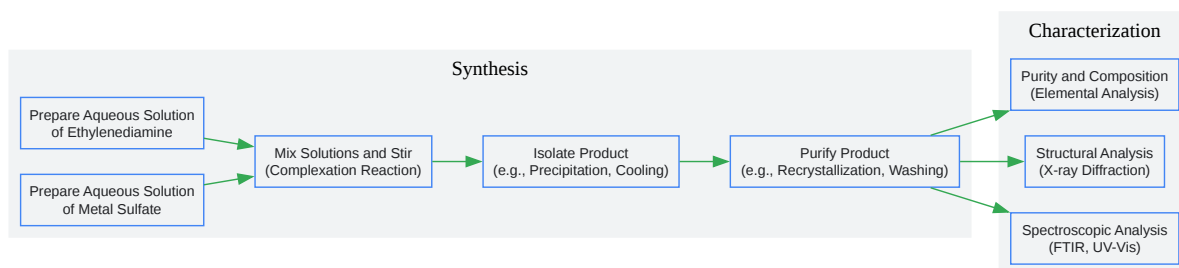 Synthesis
Prepare Aqueous Solution
of Ethylenediamine
Prepare Aqueous Solution
of Metal Sulfate
Mix Solutions and Stir
(Complexation Reaction)
Isolate Product
(e.g., Precipitation, Cooling)
Purify Product
(e.g., Recrystallization, Washing)
Characterization
Purity and Composition
(Elemental Analysis)
Structural Analysis
(X-ray Diffraction)
Spectroscopic Analysis
(FTIR, UV-Vis)